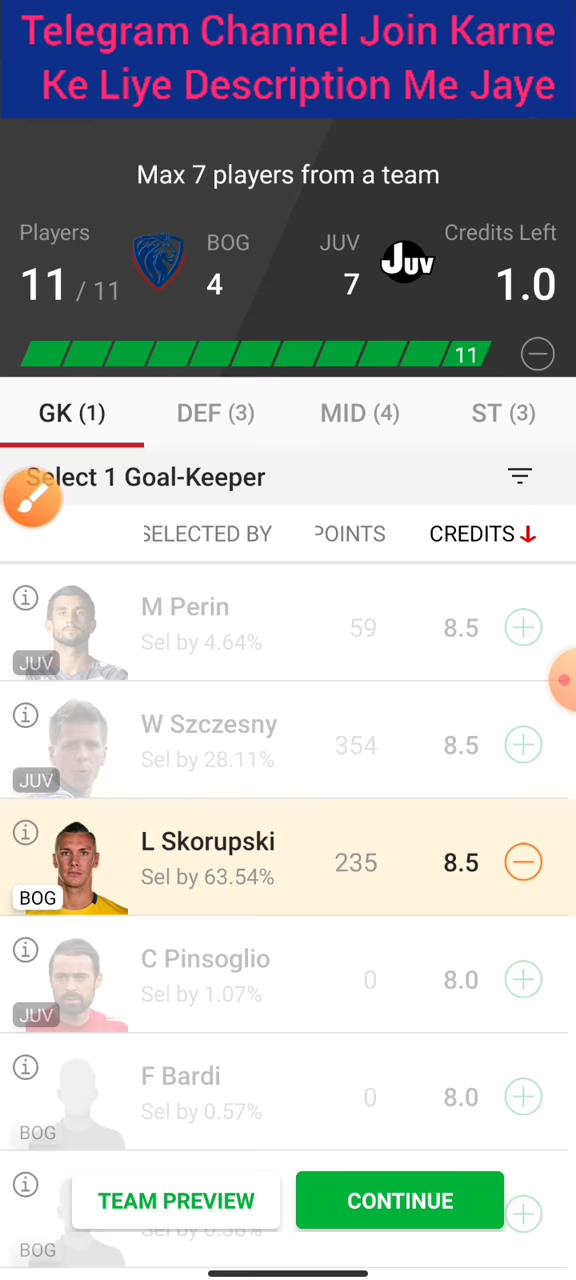 Telegram Channel Join Karne
Ke Liye Description Me Jaye
Max 7 players from a team
Players BOG JUV Credits Left
11 / 11 4 7 JUV 1.0
11
GK (1) DEF (3) MID (4) ST (3)
Select 1 Goal-Keeper
SELECTED BY POINTS CREDITS
M Perin
Sel by 4.64% 59 8.5
JUV
W Szczesny
Sel by 28.11% 354 8.5
JUV
L Skorupski
Sel by 63.54% 235 8.5
BOG
C Pinsoglio
Sel by 1.07% 0 8.0
JUV
F Bardi
Sel by 0.57% 0 8.0
BOG
TEAM PREVIEW CONTINUE
BOG